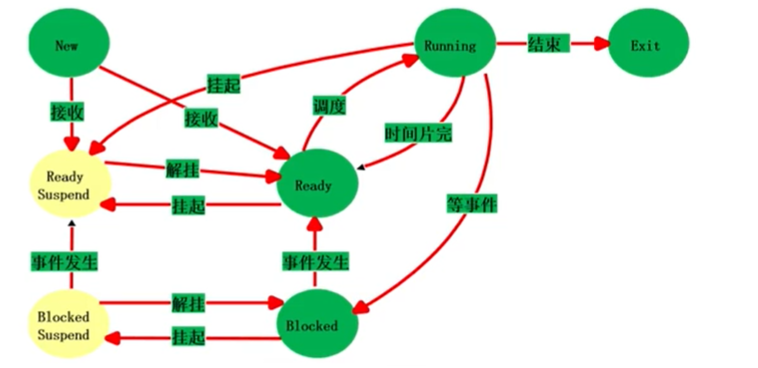 New
Running
结束
Exit
挂起
接收
接收
调度
时间片完
Ready
Suspend
解挂
Ready
挂起
等事件
事件发生
事件发生
Blocked
Suspend
解挂
Blocked
挂起